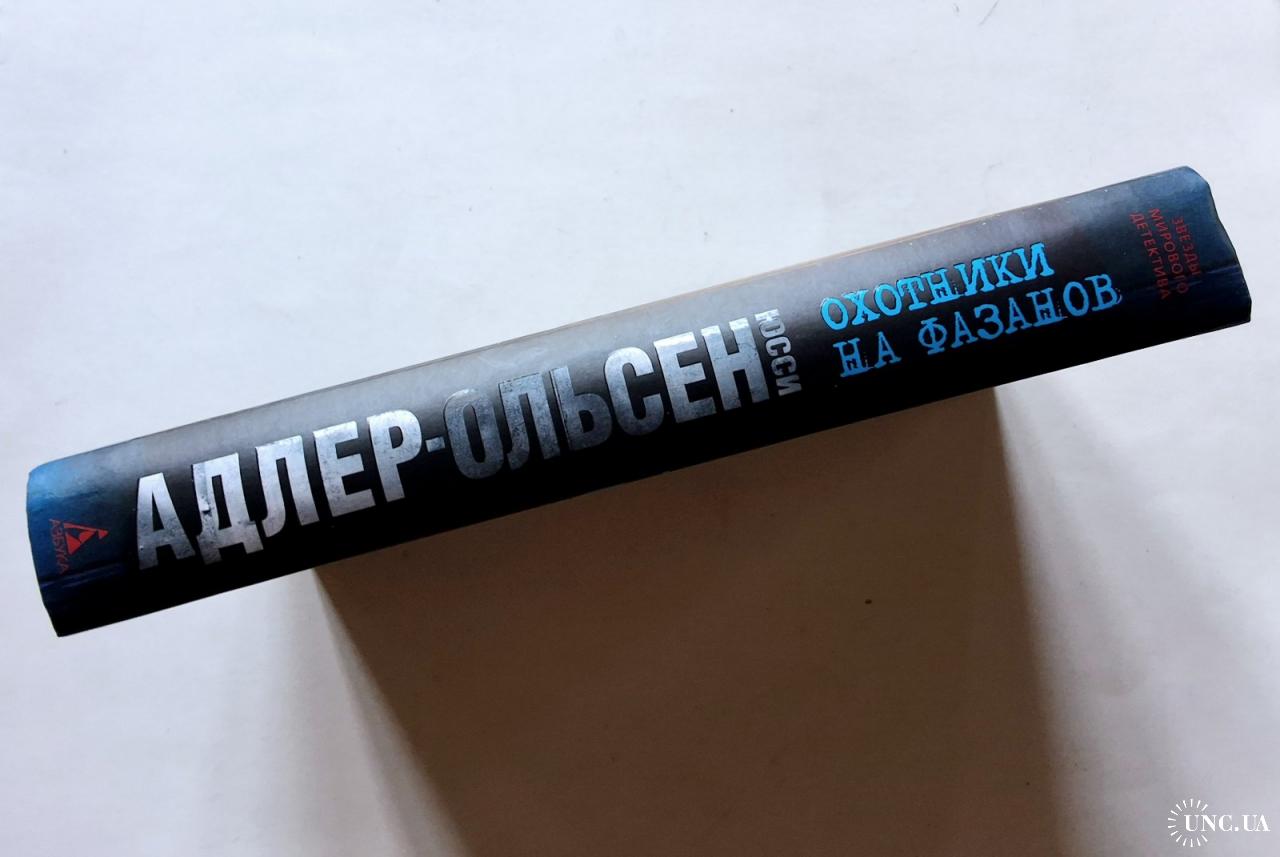 АЗБУКА
АДЛЕР-ОЛЬСЕН
ЮССИ
ОХОТНИКИ
НА ФАЗАНОВ
ЗВЕЗДЫ
МИРОВОГО
ДЕТЕКТИВА
UNC.UA